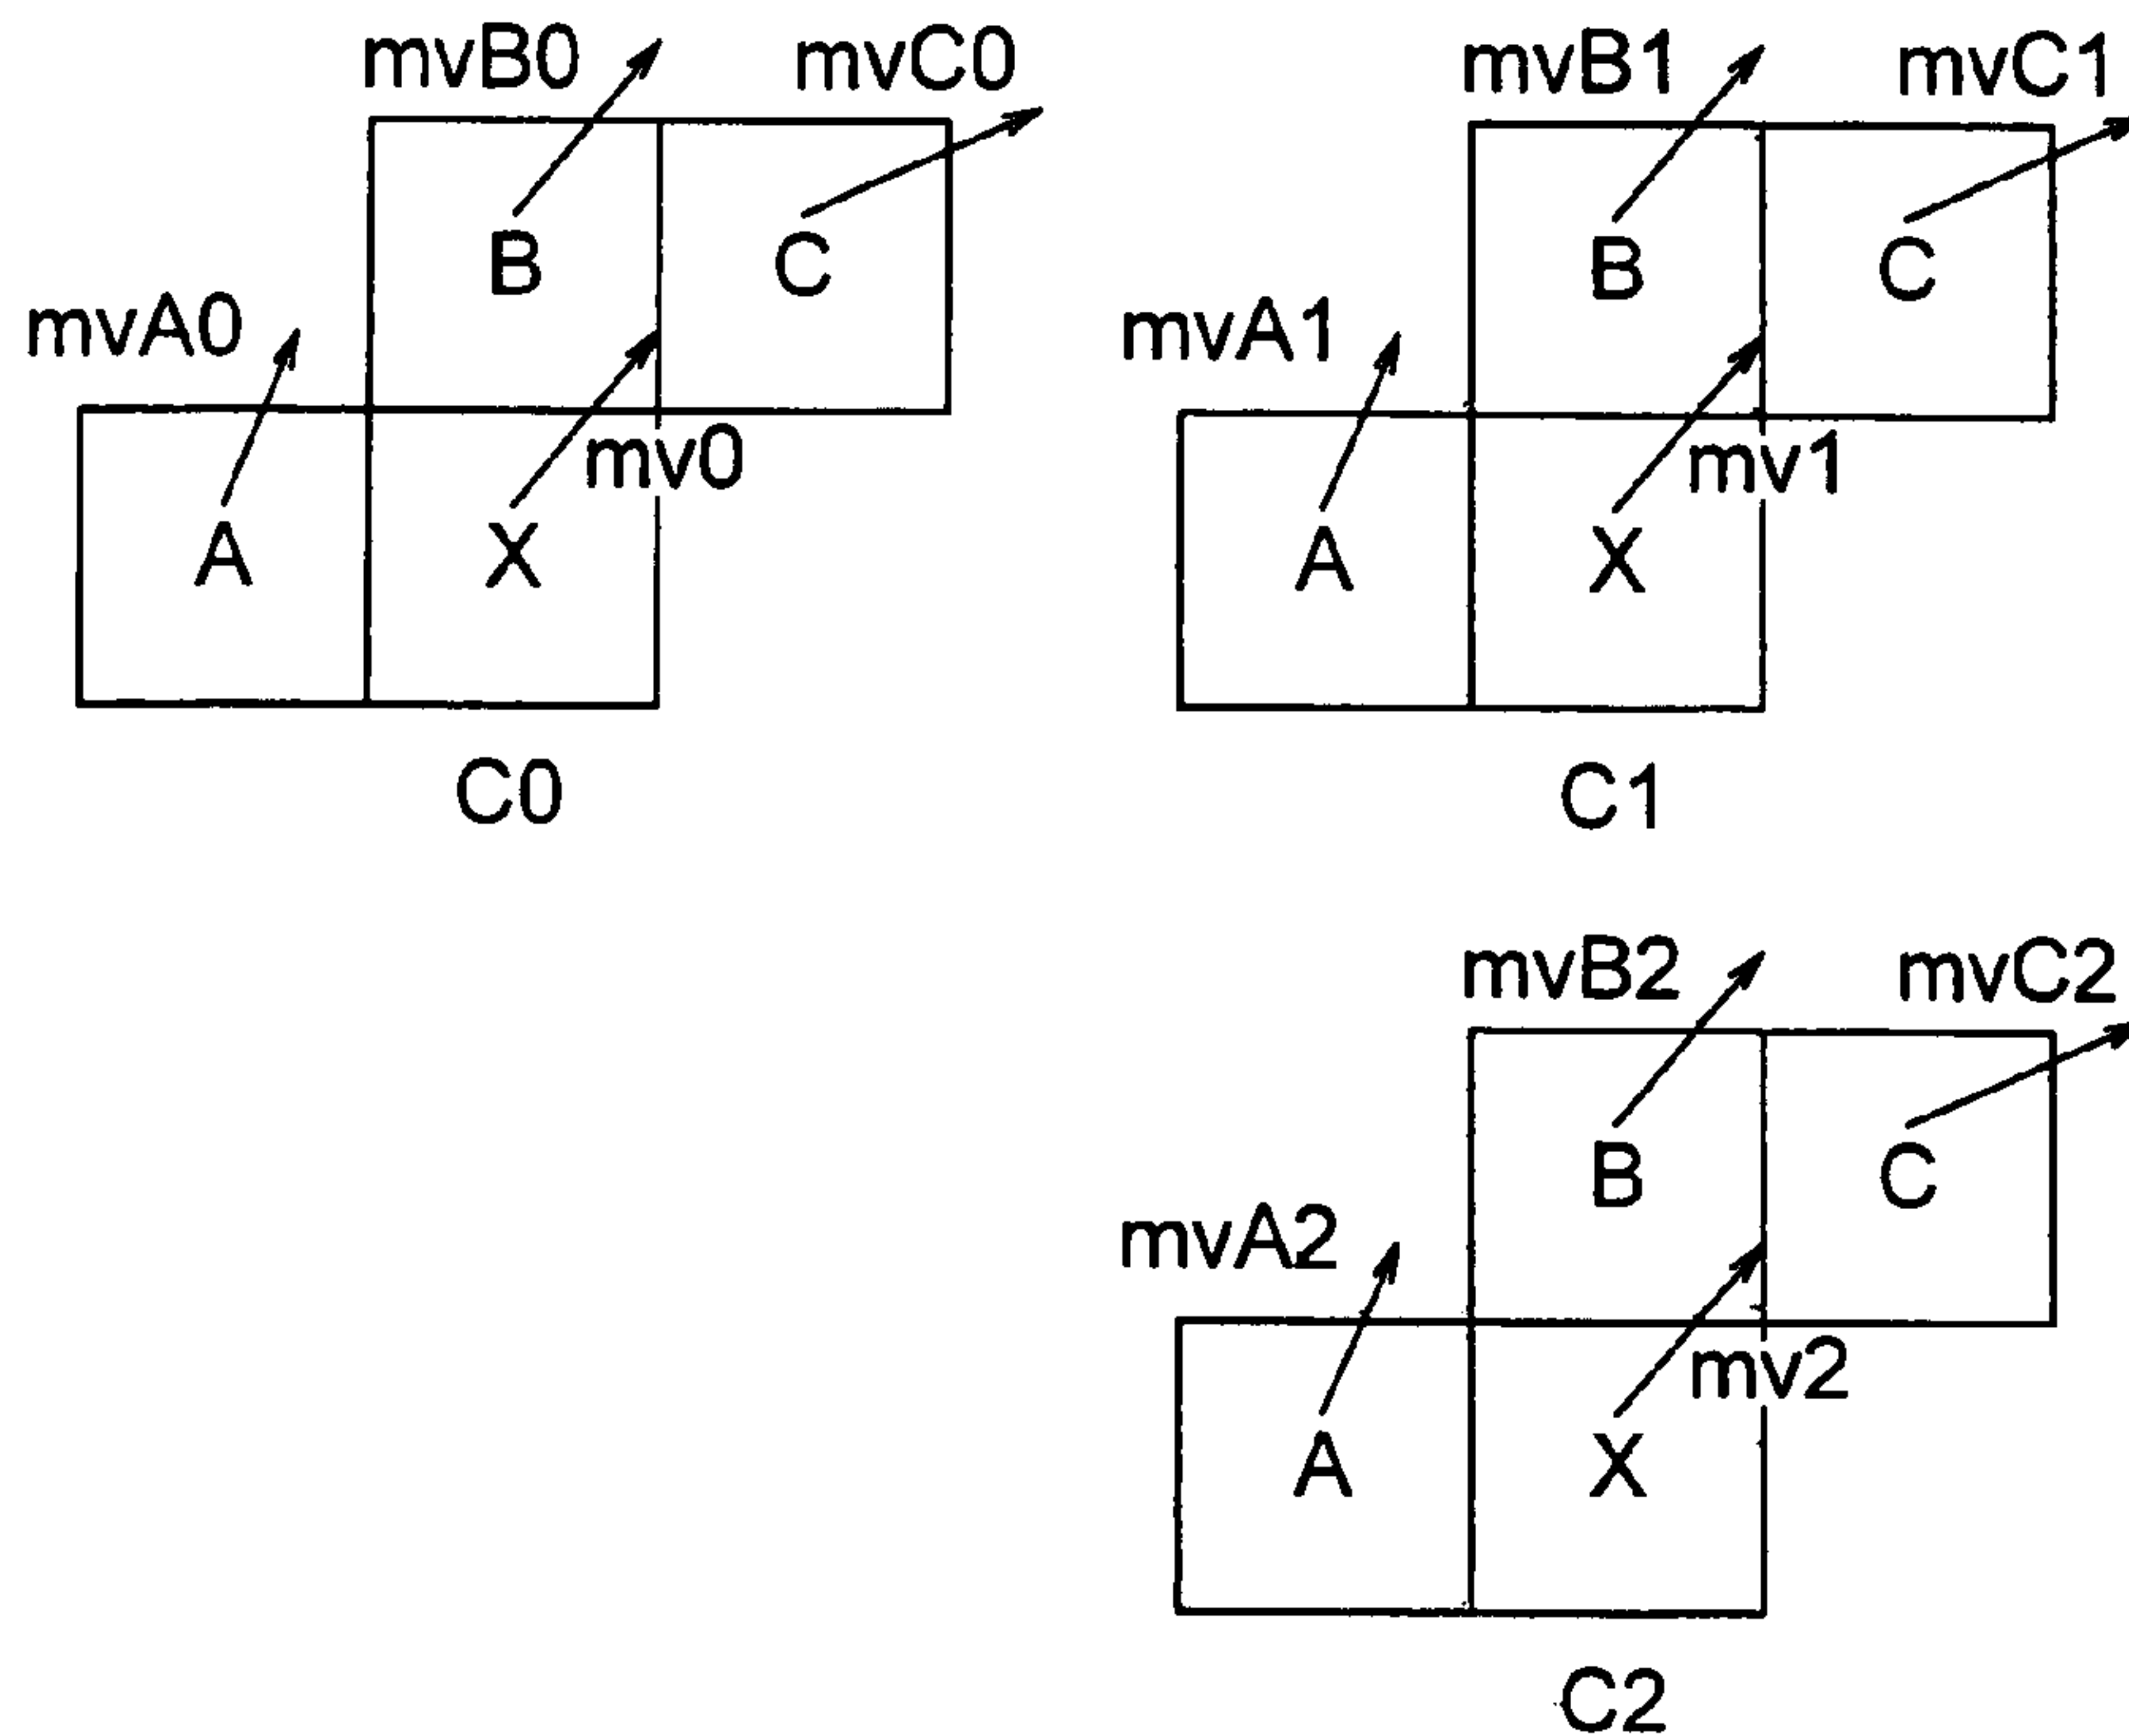 mvB0 mvC0
B C
mvA0
mv0
A X
C0
mvB1 mvC1
B C
mvA1
mv1
A X
C1
mvB2 mvC2
B C
mvA2
mv2
A X
C2